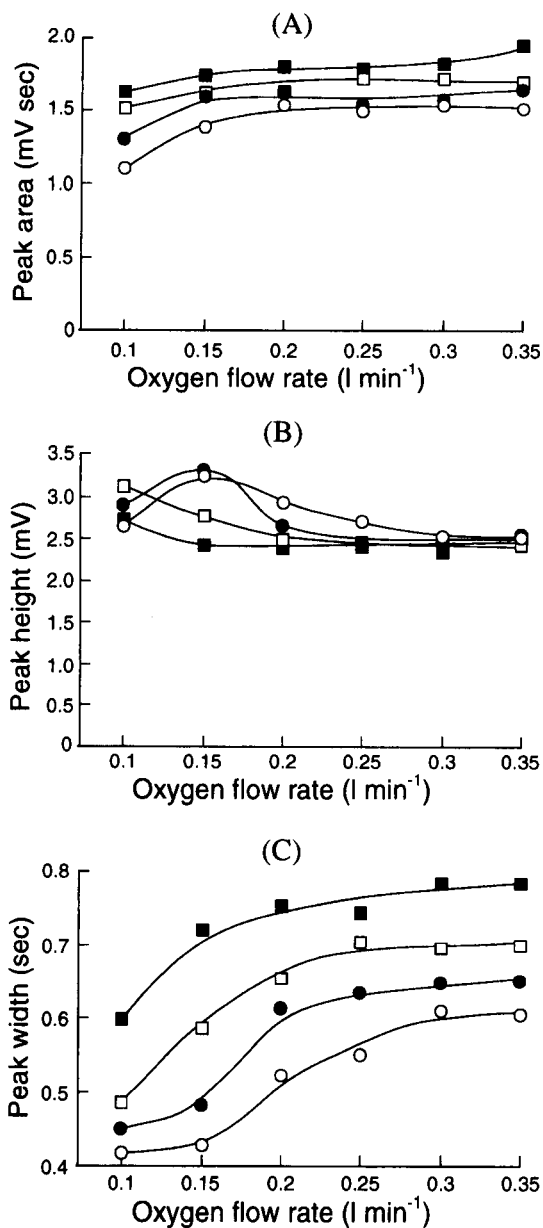 (A)
Peak area (mV sec)
2.0
1.5
1.0
0.5
0
0.1 0.15 0.2 0.25 0.3 0.35
Oxygen flow rate (l min⁻¹)
(B)
Peak height (mV)
3.5
3.0
2.5
2.0
1.5
1.0
0.5
0
0.1 0.15 0.2 0.25 0.3 0.35
Oxygen flow rate (l min⁻¹)
(C)
Peak width (sec)
0.8
0.7
0.6
0.5
0.4
0.1 0.15 0.2 0.25 0.3 0.35
Oxygen flow rate (l min⁻¹)